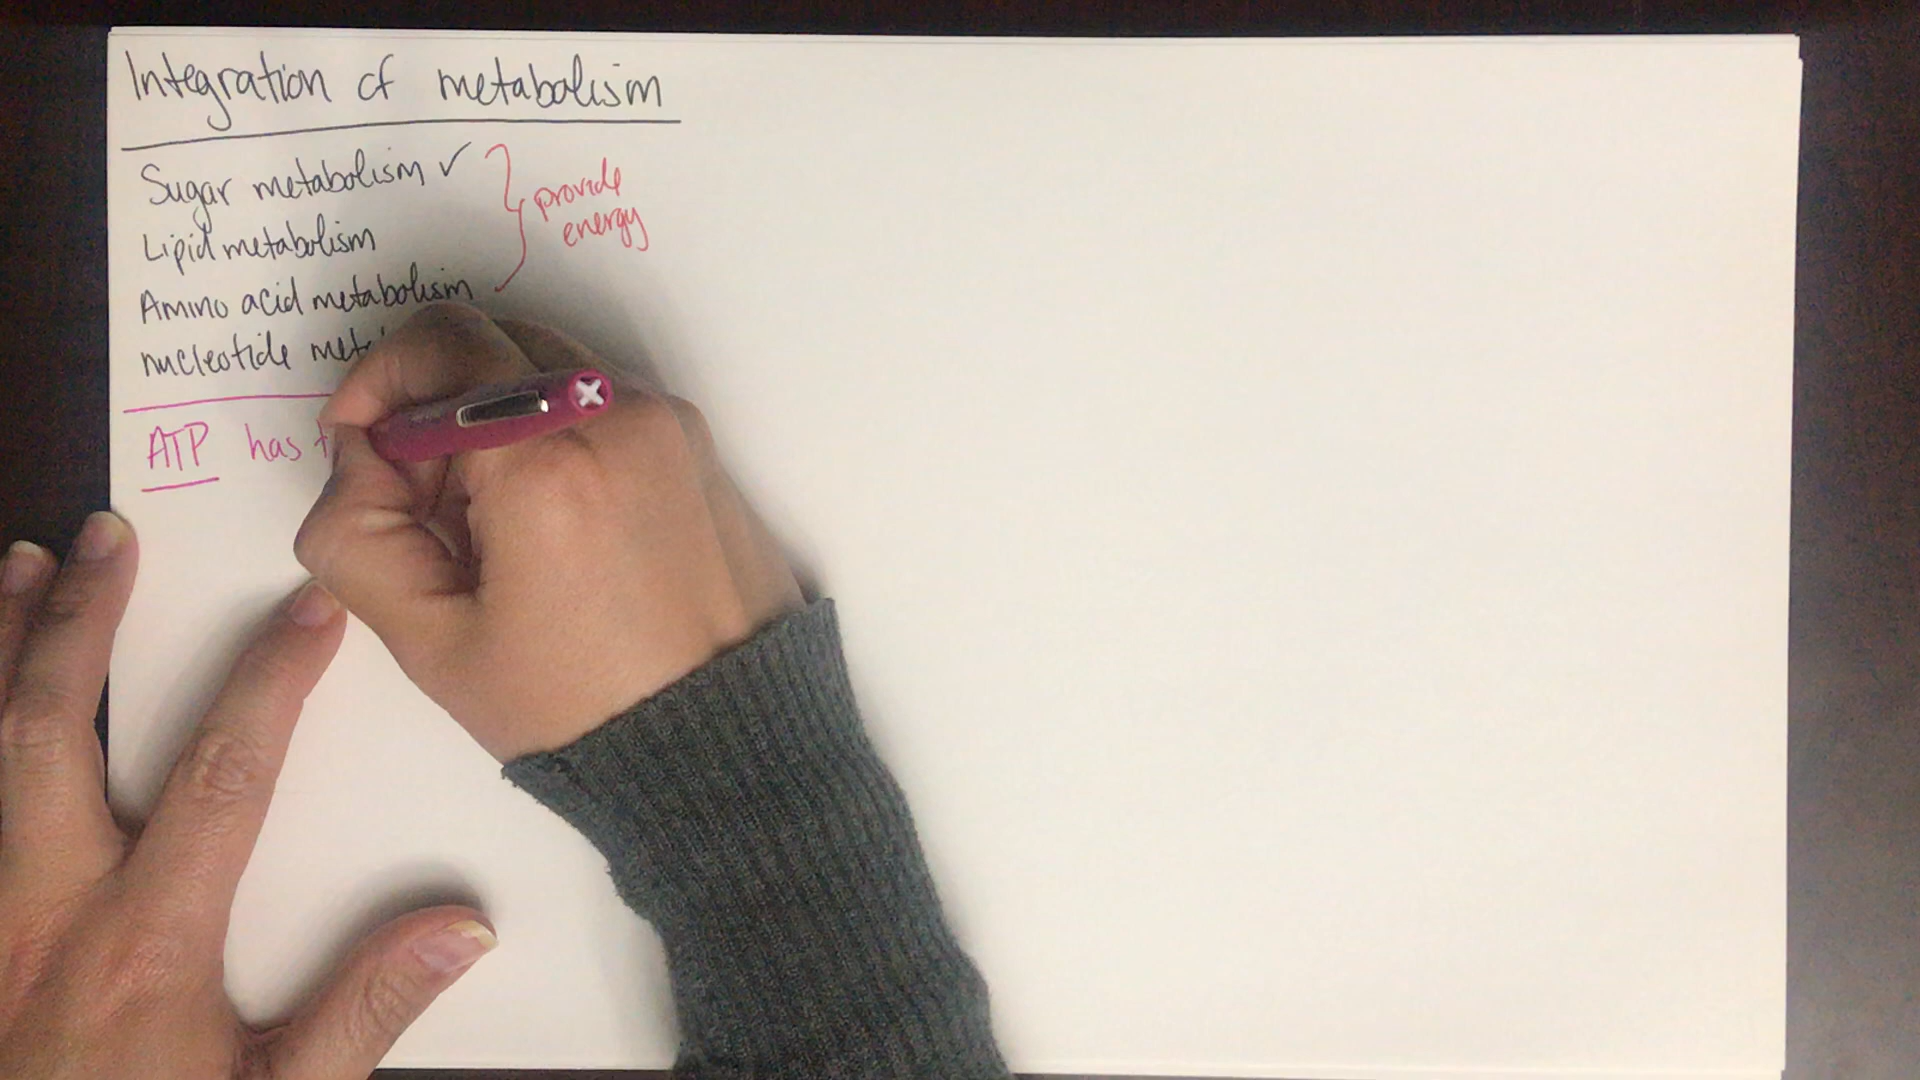 Integration of metabolism
Sugar metabolism ✓
Lipid metabolism
Amino acid metabolism
provide
energy
nucleotide
ATP has